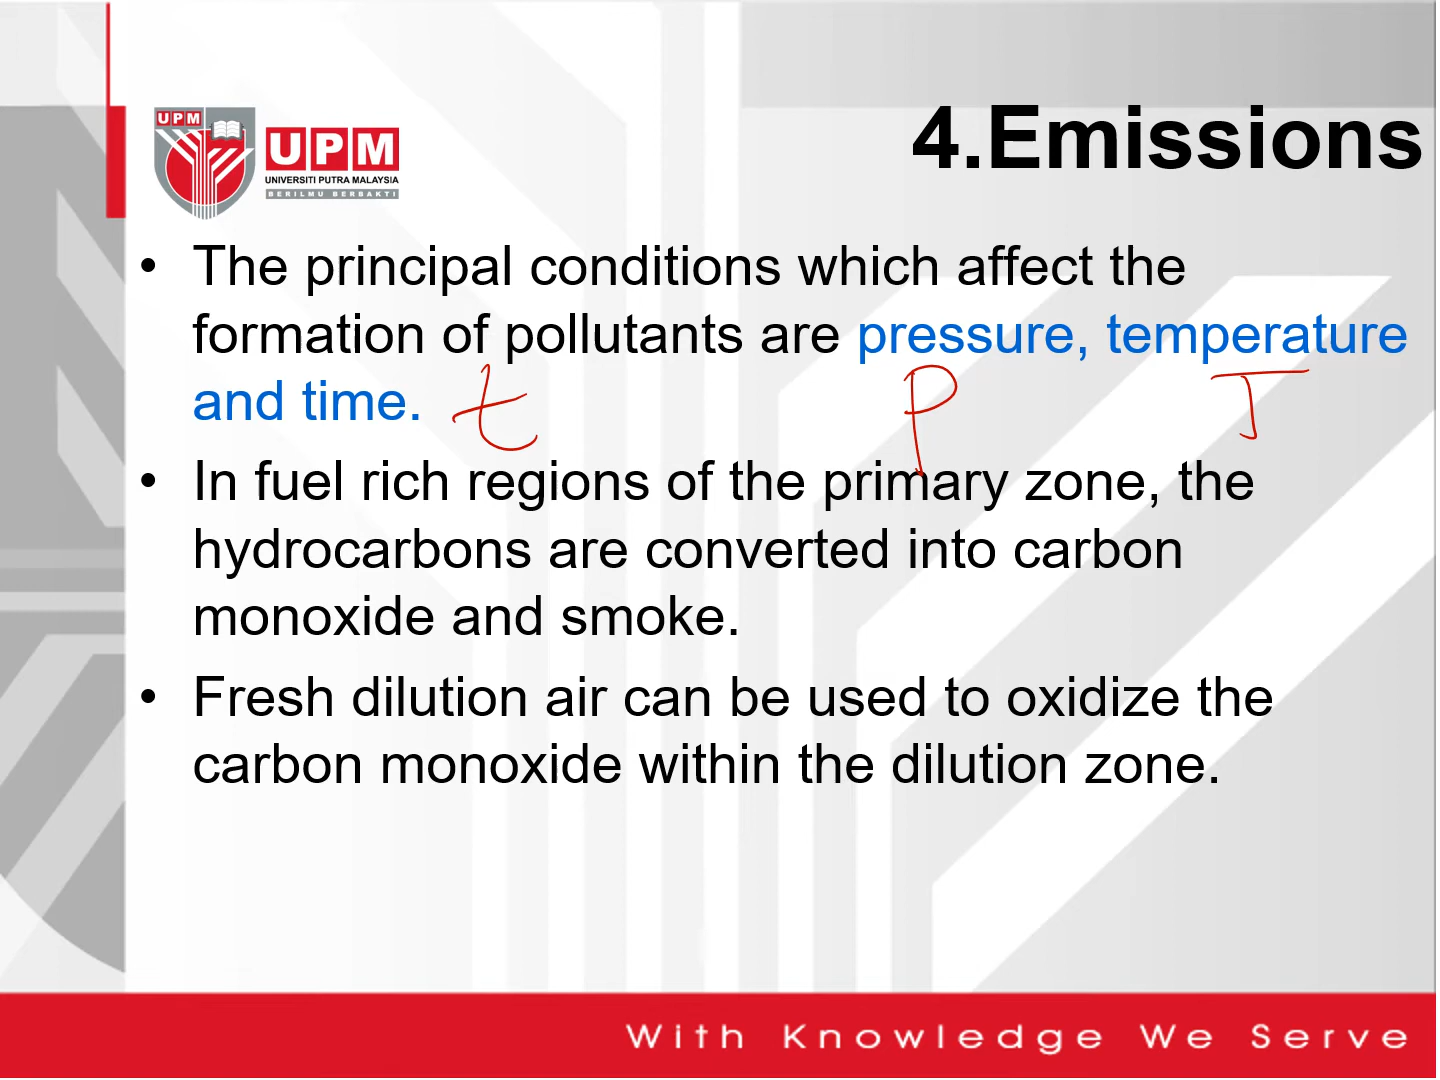 UPM
UPM
UNIVERSITI PUTRA MALAYSIA
BERILMU BERBAKTI
4.Emissions
• The principal conditions which affect the
formation of pollutants are pressure, temperature
and time.
t P T
• In fuel rich regions of the primary zone, the
hydrocarbons are converted into carbon
monoxide and smoke.
• Fresh dilution air can be used to oxidize the
carbon monoxide within the dilution zone.
With Knowledge We Serve